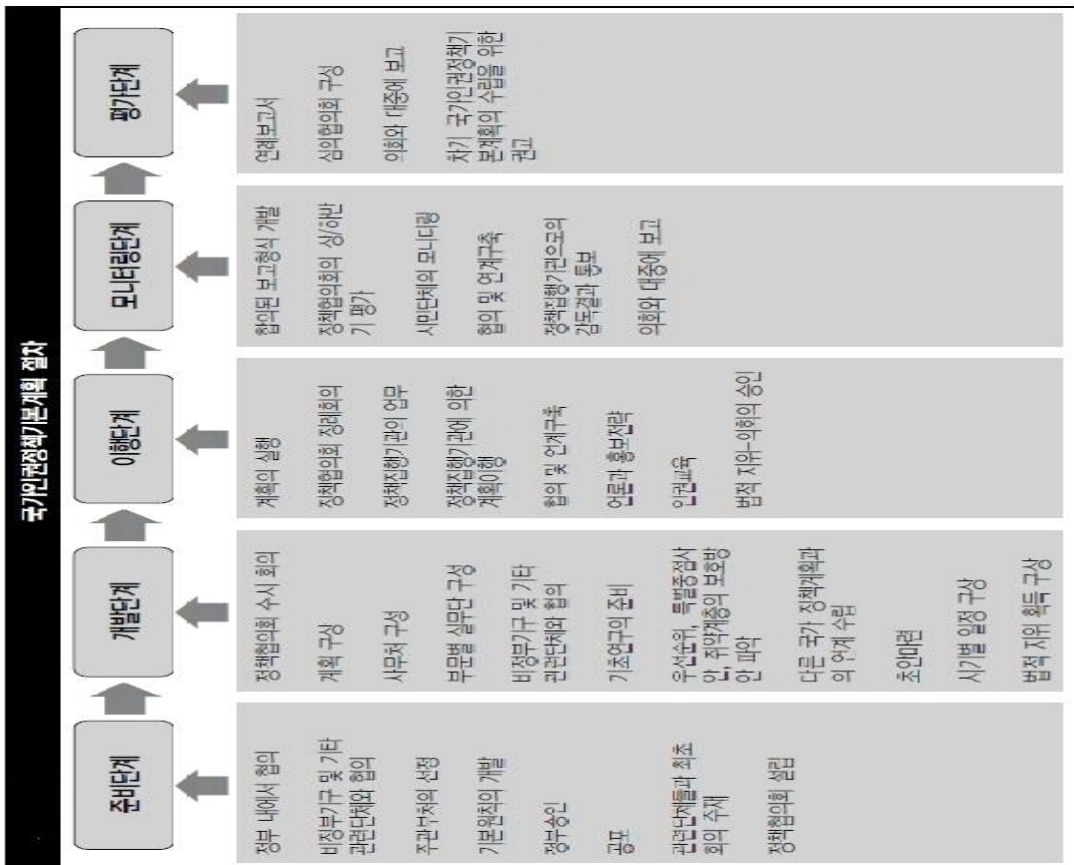 국가인권정책기본계획 절차
준비단계
개발단계
이행단계
모니터링단계
평가단계
정부 내에서 협의
비정부기구 및 기타
관련단체와 협의
주관부처의 선정
기본원칙의 개발
정부승인
공포
관련단체들과 최초
회의 주재
정책협의회 설립
정책협의회 수시 회의
계획 구상
사무처 구성
부문별 실무단 구성
비정부기구 및 기타
관련단체와 협의
기초연구의 준비
우선순위, 특별중점사
안, 취약계층의 보호방
안 파악
다른 국가 정책계획과
의 연계 수립
초안마련
시기별 일정 구상
법적 지위 획득 구상
계획의 실행
정책협의회 정례회의
정책집행기관의 업무
정책집행기관에 의한
계획이행
협의 및 연계구축
언론과 홍보전략
인권교육
법적 지위-의회의 승인
합의된 보고형식 개발
정책협의회의 상/하반
기 평가
시민단체의 모니터링
협의 및 연계구축
정책집행기관으로의
감독결과 통보
의회와 대중에 보고
연례보고서
심의협의회 구성
의회와 대중에 보고
차기 국가인권정책기
본계획의 수립을 위한
권고